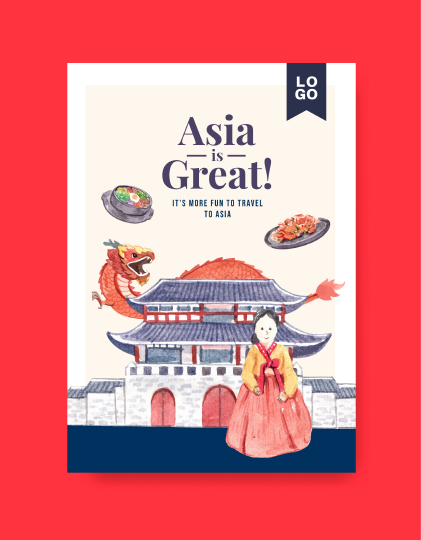 LO
GO
Asia
is
Great!
IT'S MORE FUN TO TRAVEL
TO ASIA